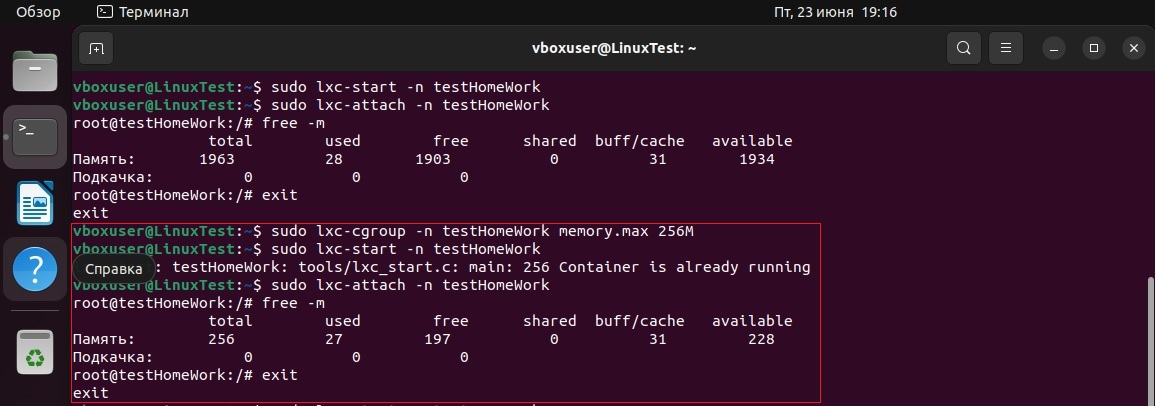 Обзор Терминал Пт, 23 июня 19:16
vboxuser@LinuxTest: ~
vboxuser@LinuxTest:~$ sudo lxc-start -n testHomeWork
vboxuser@LinuxTest:~$ sudo lxc-attach -n testHomeWork
root@testHomeWork:/# free -m
total used free shared buff/cache available
Память: 1963 28 1903 0 31 1934
Подкачка: 0 0 0
root@testHomeWork:/# exit
exit
vboxuser@LinuxTest:~$ sudo lxc-cgroup -n testHomeWork memory.max 256M
vboxuser@LinuxTest:~$ sudo lxc-start -n testHomeWork
Справка : testHomeWork: tools/lxc_start.c: main: 256 Container is already running
vboxuser@LinuxTest:~$ sudo lxc-attach -n testHomeWork
root@testHomeWork:/# free -m
total used free shared buff/cache available
Память: 256 27 197 0 31 228
Подкачка: 0 0 0
root@testHomeWork:/# exit
exit